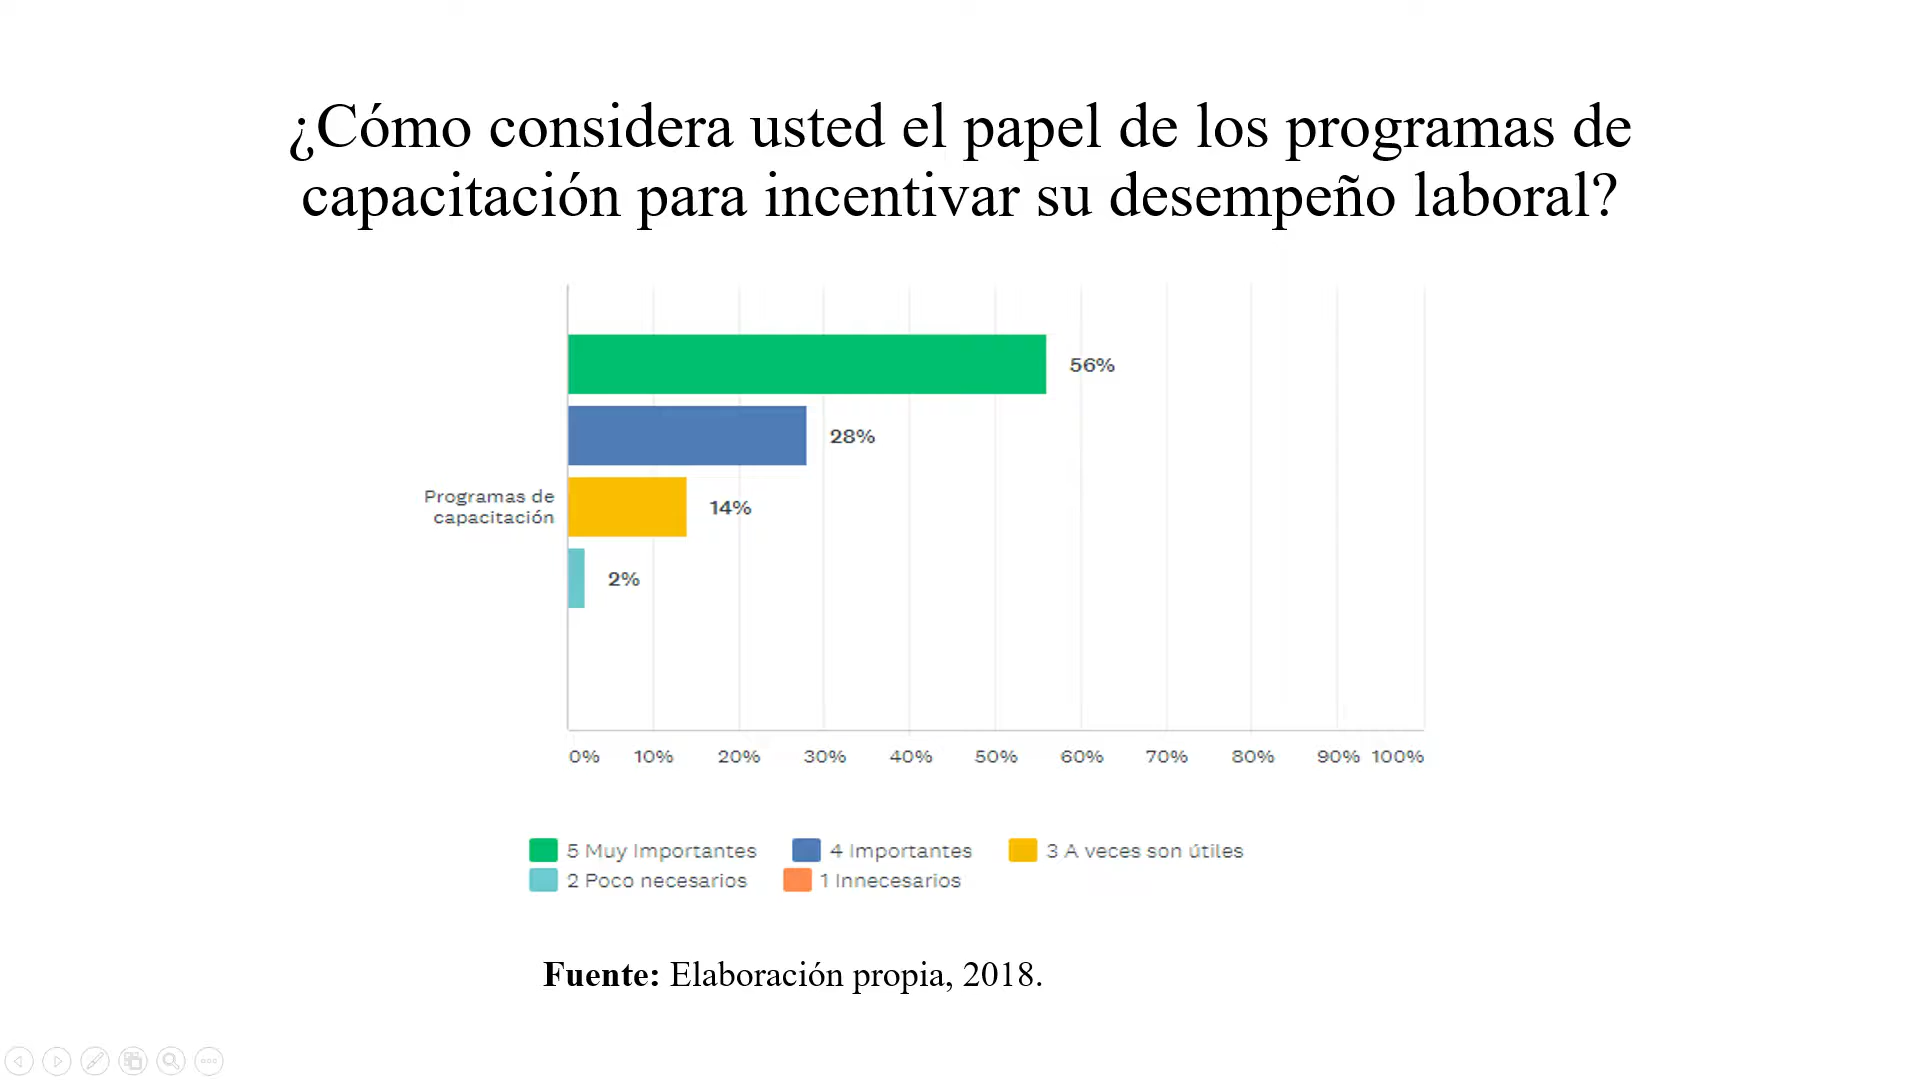 ¿Cómo considera usted el papel de los programas de
capacitación para incentivar su desempeño laboral?
56%
28%
Programas de
capacitación
14%
2%
0% 10% 20% 30% 40% 50% 60% 70% 80% 90% 100%
5 Muy Importantes 4 Importantes 3 A veces son útiles
2 Poco necesarios 1 Innecesarios
Fuente: Elaboración propia, 2018.